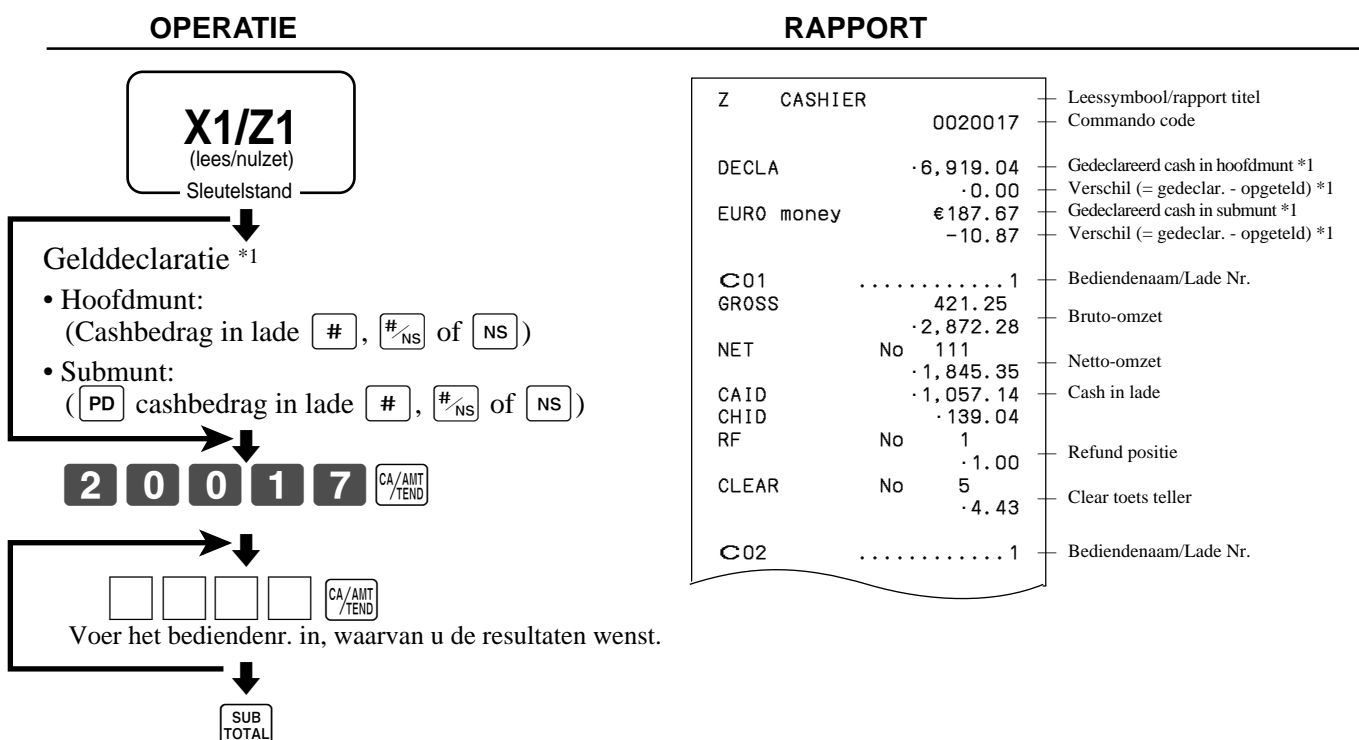 OPERATIE
RAPPORT
X1/Z1
(lees/nulzet)
Sleutelstand
Gelddeclaratie *1
• Hoofdmunt:
(Cashbedrag in lade #, #/NS of NS)
• Submunt:
(PD cashbedrag in lade #, #/NS of NS)
2 0 0 1 7 CA/AMT/TEND
CA/AMT/TEND
Voer het bediendenr. in, waarvan u de resultaten wenst.
SUB
TOTAL
Z CASHIER Leessymbool/rapport titel
0020017 Commando code
DECLA ·6,919.04 Gedeclareerd cash in hoofdmunt *1
·0.00 Verschil (= gedeclar. - opgeteld) *1
EURO money €187.67 Gedeclareerd cash in submunt *1
-10.87 Verschil (= gedeclar. - opgeteld) *1
C01 ............1 Bediendenaam/Lade Nr.
GROSS 421.25
Bruto-omzet
·2,872.28
NET No 111
Netto-omzet
·1,845.35
CAID ·1,057.14 Cash in lade
CHID ·139.04
RF No 1
Refund positie
·1.00
CLEAR No 5
Clear toets teller
·4.43
C02 ............1 Bediendenaam/Lade Nr.